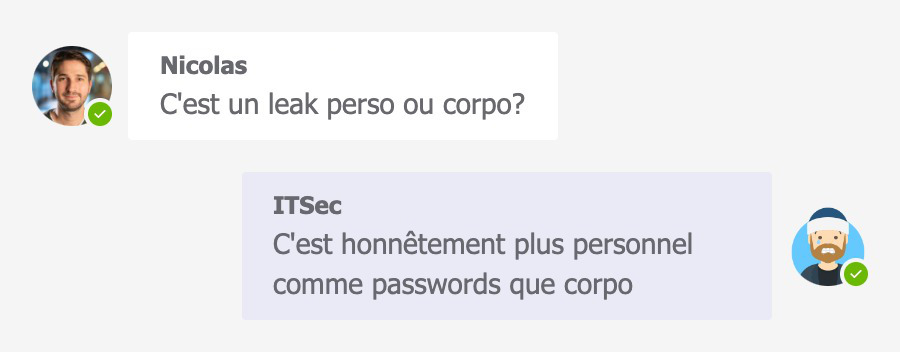 Nicolas
C'est un leak perso ou corpo?
ITSec
C'est honnêtement plus personnel
comme passwords que corpo